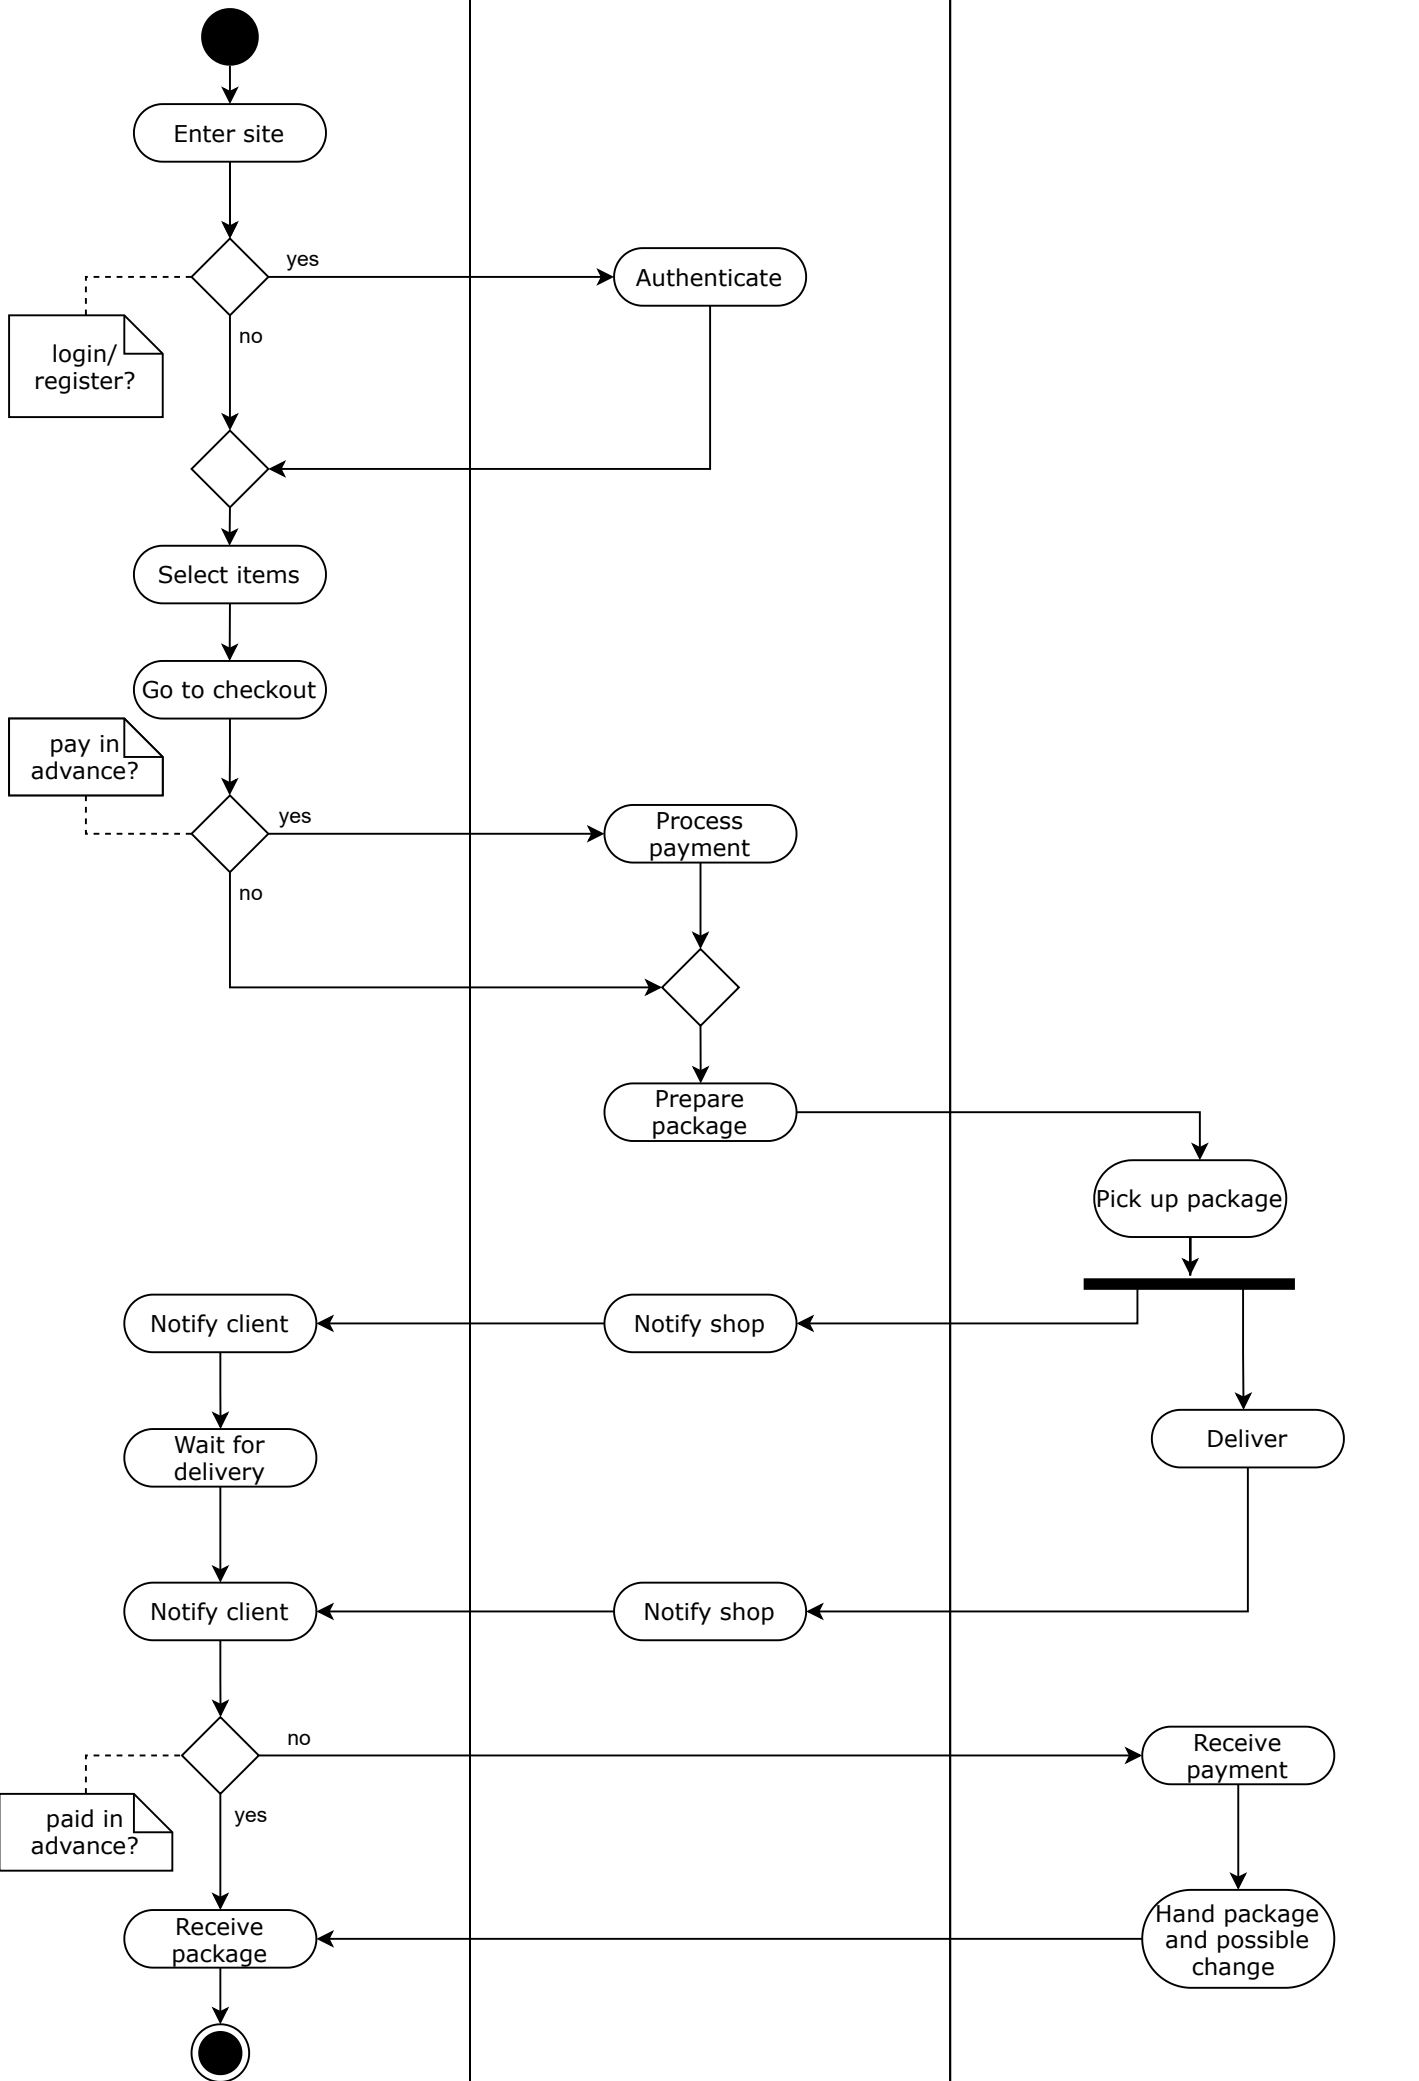 Enter site
yes
Authenticate
no
login/
register?
Select items
Go to checkout
pay in
advance?
yes
Process
payment
no
Prepare
package
Pick up package
Notify client
Notify shop
Wait for
delivery
Deliver
Notify client
Notify shop
no
Receive
payment
paid in
advance?
yes
Receive
package
Hand package
and possible
change